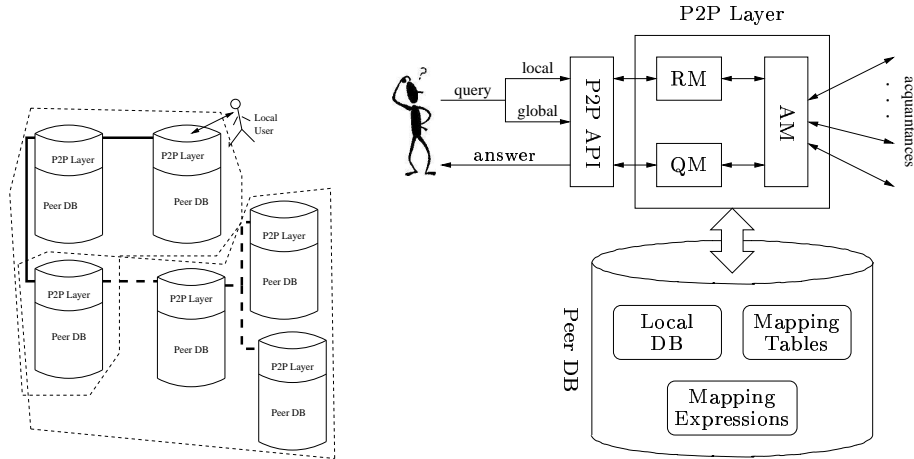 Local
User
P2P Layer
Peer DB
P2P Layer
Peer DB
P2P Layer
Peer DB
P2P Layer
Peer DB
P2P Layer
Peer DB
P2P Layer
Peer DB
P2P Layer
?
query
local
global
answer
P2P API
RM
QM
AM
acquaintances
Peer DB
Local
DB
Mapping
Tables
Mapping
Expressions